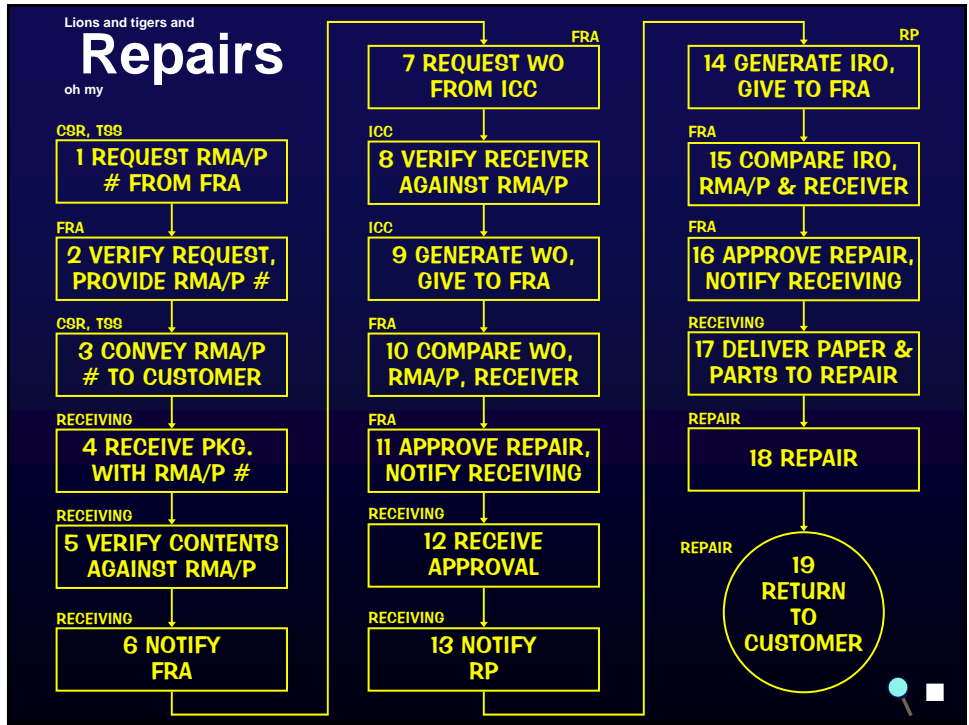 Lions and tigers and
Repairs
oh my
CSR, TSS
1 REQUEST RMA/P
# FROM FRA
FRA
2 VERIFY REQUEST,
PROVIDE RMA/P #
CSR, TSS
3 CONVEY RMA/P
# TO CUSTOMER
RECEIVING
4 RECEIVE PKG.
WITH RMA/P #
RECEIVING
5 VERIFY CONTENTS
AGAINST RMA/P
RECEIVING
6 NOTIFY
FRA
FRA
7 REQUEST WO
FROM ICC
ICC
8 VERIFY RECEIVER
AGAINST RMA/P
ICC
9 GENERATE WO,
GIVE TO FRA
FRA
10 COMPARE WO,
RMA/P, RECEIVER
FRA
11 APPROVE REPAIR,
NOTIFY RECEIVING
RECEIVING
12 RECEIVE
APPROVAL
RECEIVING
13 NOTIFY
RP
RP
14 GENERATE IRO,
GIVE TO FRA
FRA
15 COMPARE IRO,
RMA/P & RECEIVER
FRA
16 APPROVE REPAIR,
NOTIFY RECEIVING
RECEIVING
17 DELIVER PAPER &
PARTS TO REPAIR
REPAIR
18 REPAIR
REPAIR
19
RETURN
TO
CUSTOMER